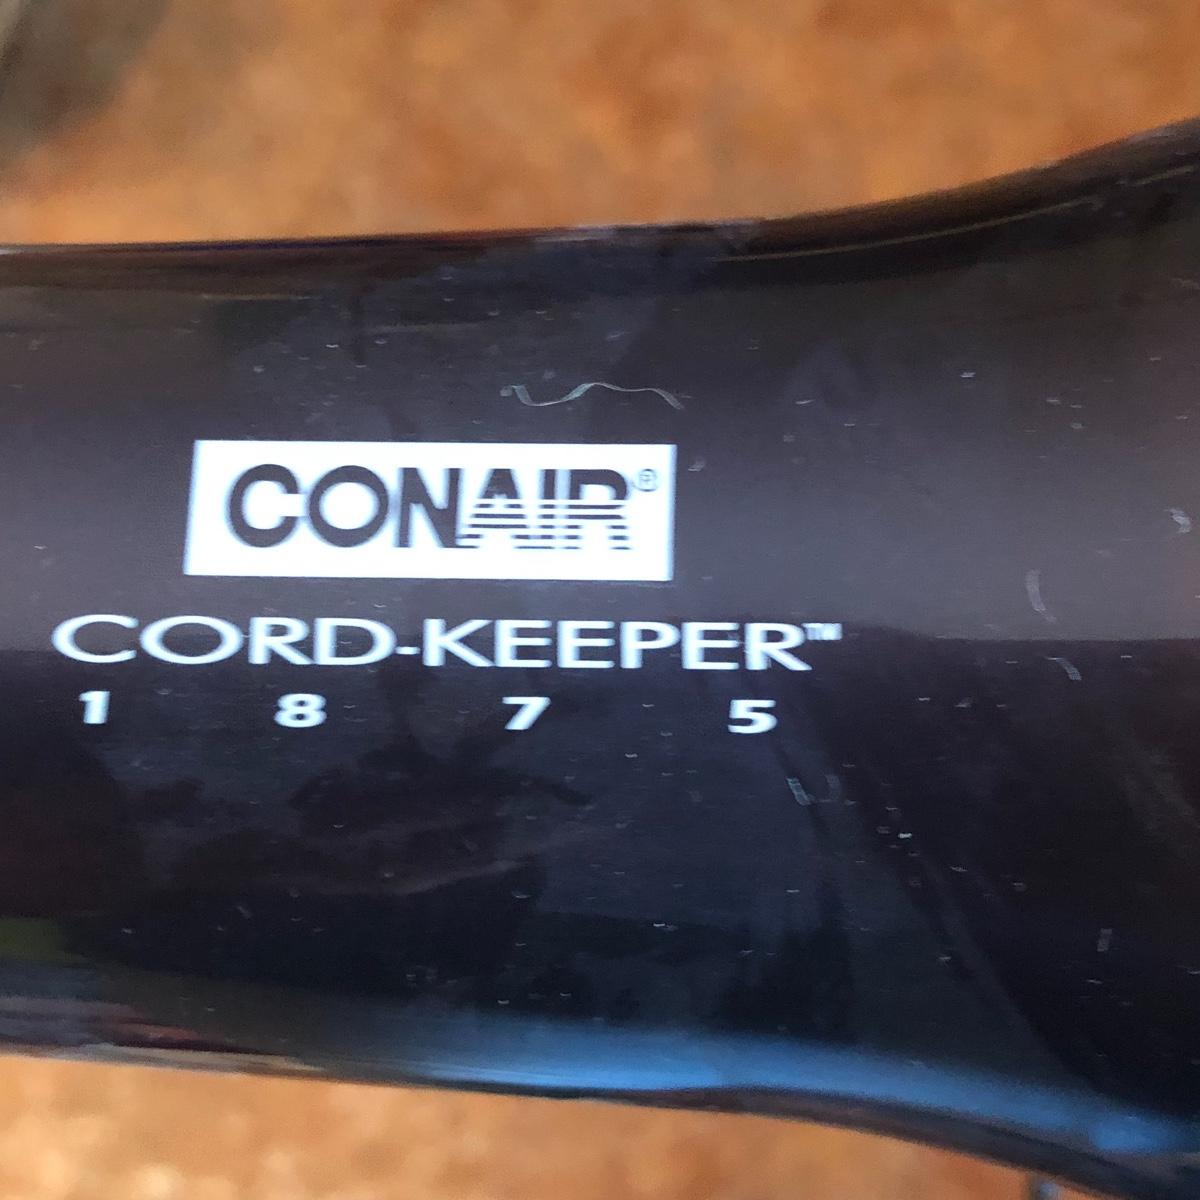 CONAIR®
CORD-KEEPER™
1 8 7 5